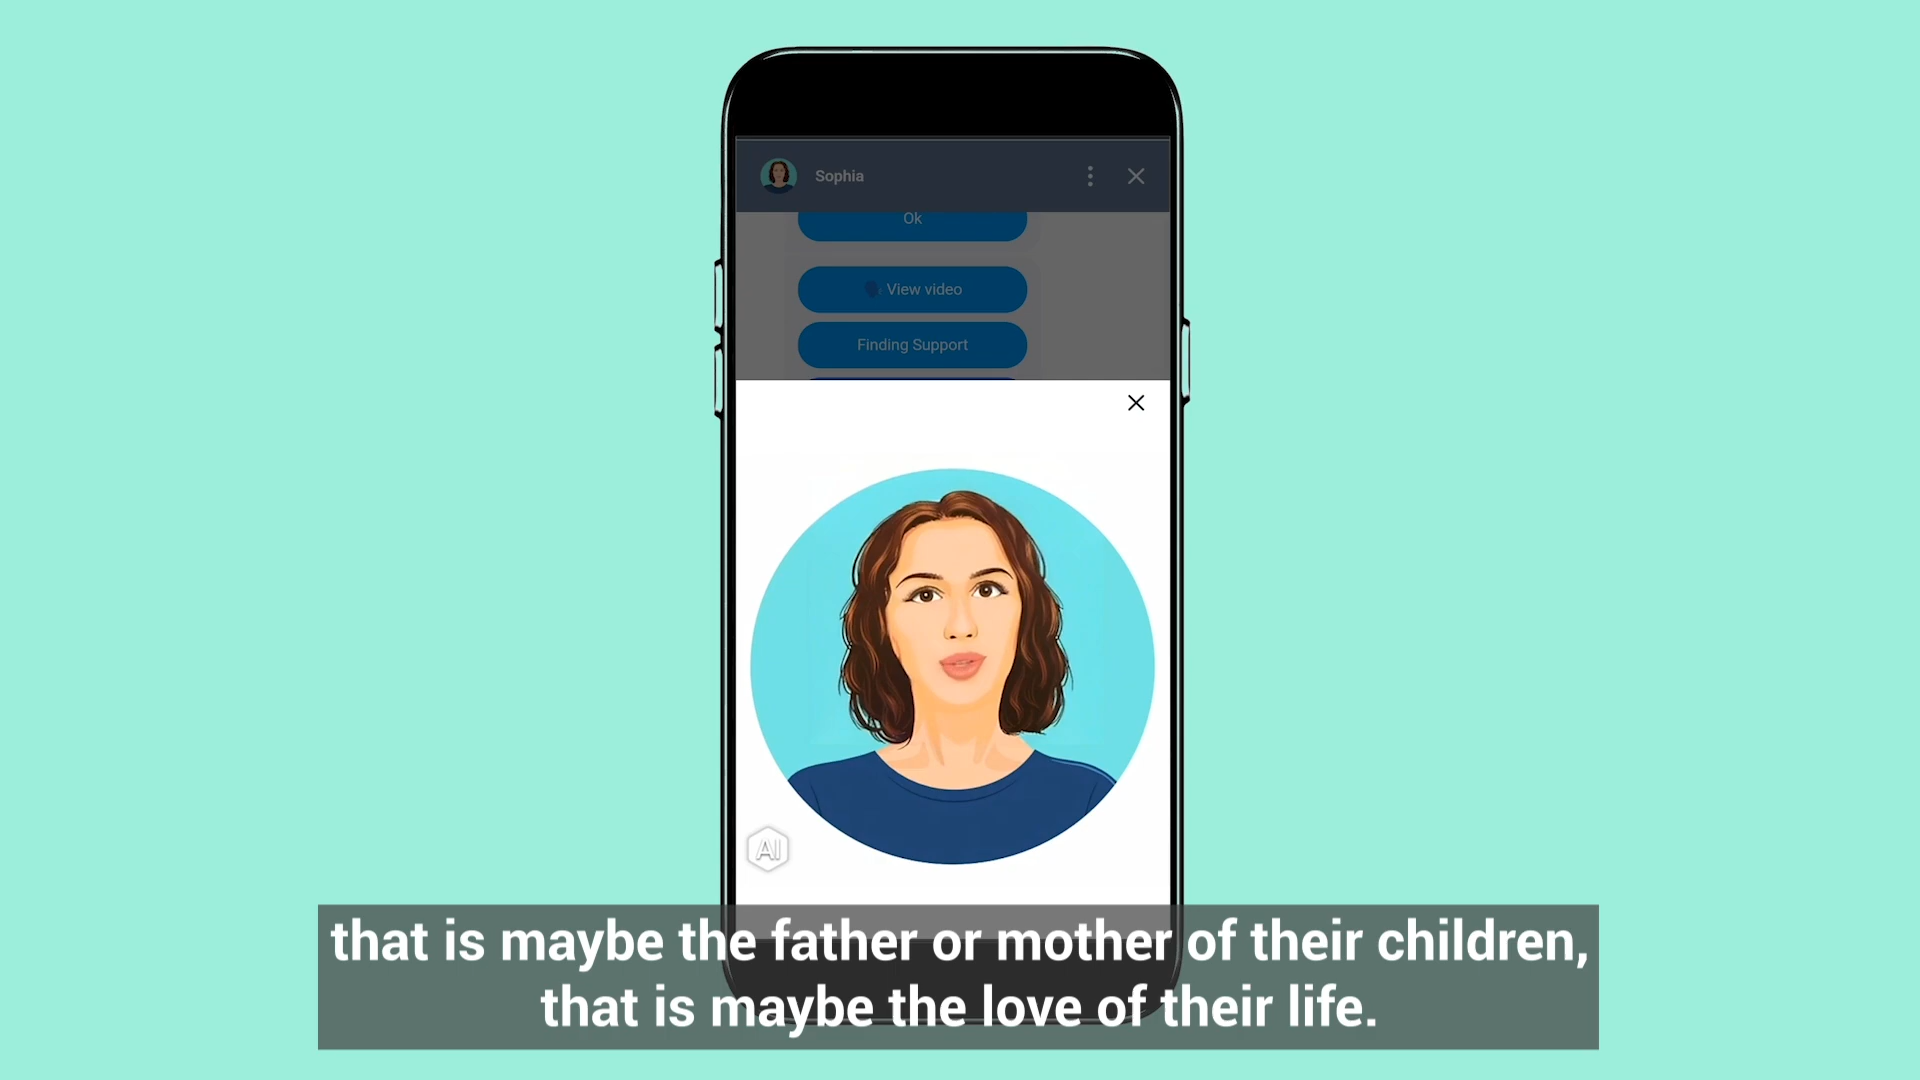 Sophia
Ok
View video
Finding Support
AI
that is maybe the father or mother of their children,
that is maybe the love of their life.